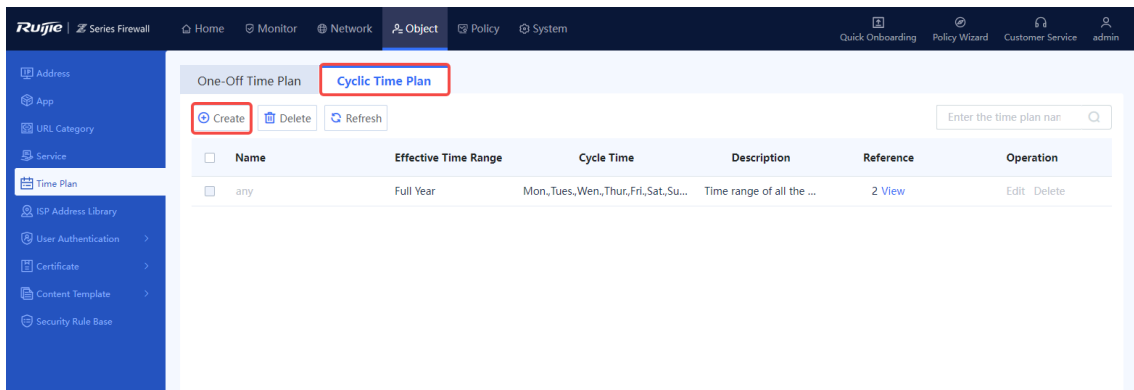 Ruijie | Z Series Firewall Home Monitor Network Object Policy System Quick Onboarding Policy Wizard Customer Service admin
Address
App
URL Category
Service
Time Plan
ISP Address Library
User Authentication
Certificate
Content Template
Security Rule Base
One-Off Time Plan Cyclic Time Plan
Create Delete Refresh Enter the time plan nan
Name Effective Time Range Cycle Time Description Reference Operation
any Full Year Mon.,Tues.,Wen.,Thur.,Fri.,Sat.,Su... Time range of all the ... 2 View Edit Delete